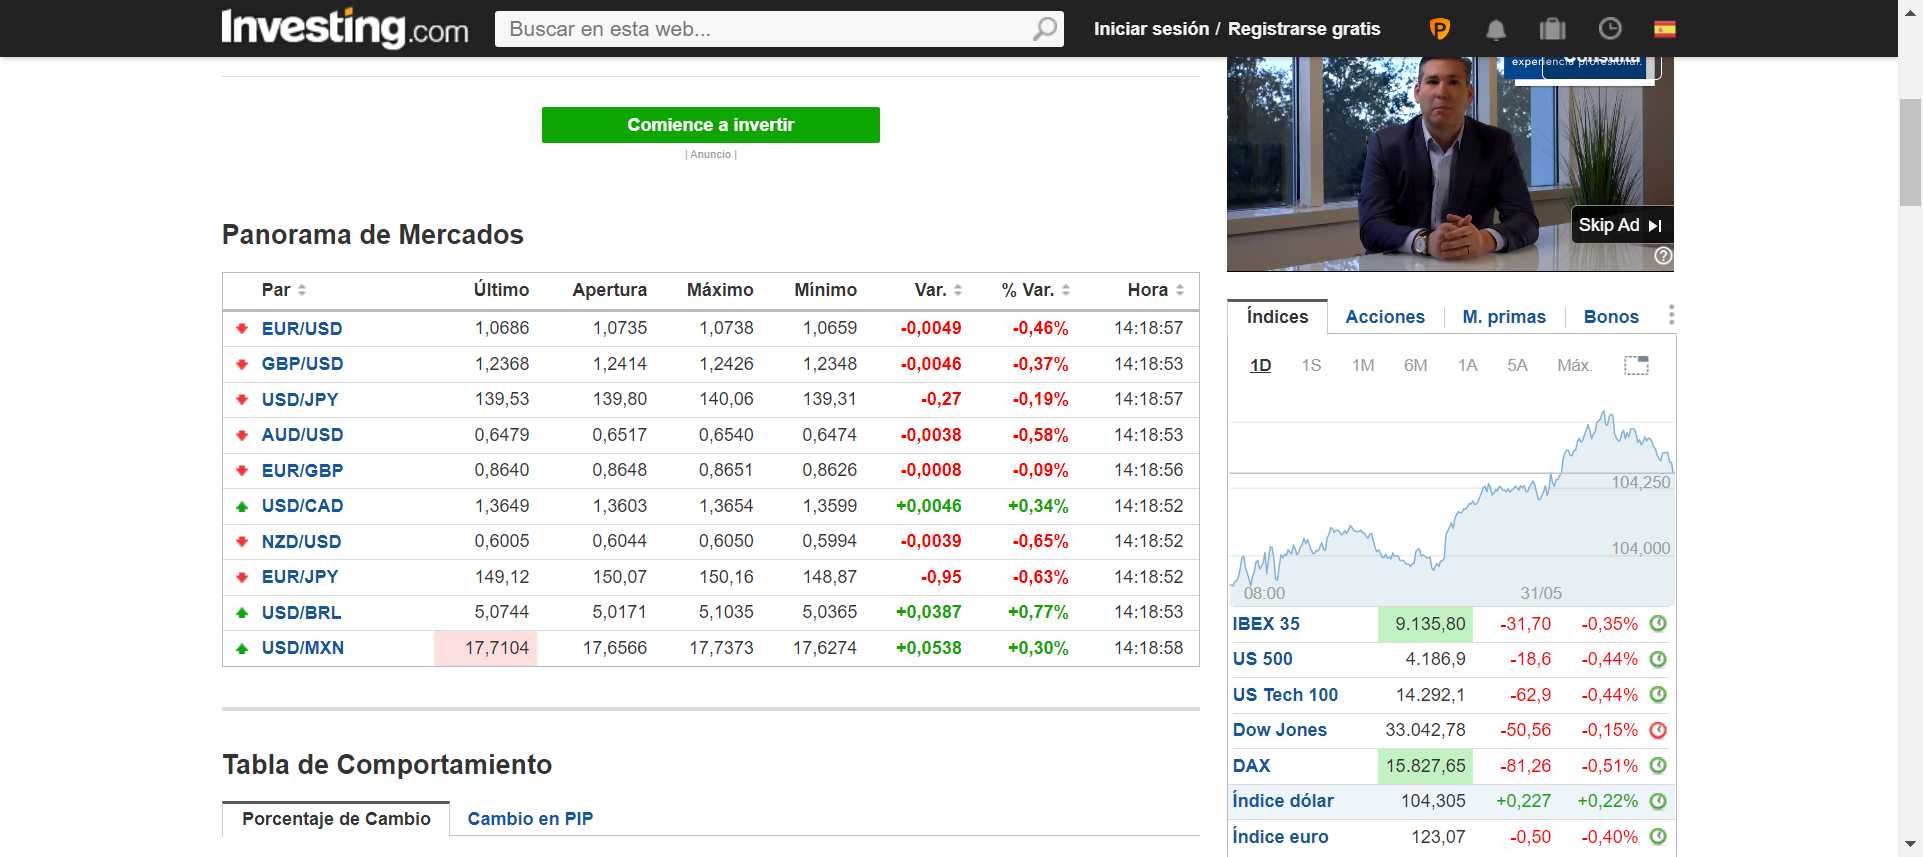 Investing.com
Buscar en esta web...
Iniciar sesión / Registrarse gratis
experiencia profesional.
Comience a invertir
| Anuncio |
Skip Ad
Panorama de Mercados
Par Último Apertura Máximo Mínimo Var. % Var. Hora
EUR/USD 1,0686 1,0735 1,0738 1,0659 -0,0049 -0,46% 14:18:57
GBP/USD 1,2368 1,2414 1,2426 1,2348 -0,0046 -0,37% 14:18:53
USD/JPY 139,53 139,80 140,06 139,31 -0,27 -0,19% 14:18:57
AUD/USD 0,6479 0,6517 0,6540 0,6474 -0,0038 -0,58% 14:18:53
EUR/GBP 0,8640 0,8648 0,8651 0,8626 -0,0008 -0,09% 14:18:56
USD/CAD 1,3649 1,3603 1,3654 1,3599 +0,0046 +0,34% 14:18:52
NZD/USD 0,6005 0,6044 0,6050 0,5994 -0,0039 -0,65% 14:18:52
EUR/JPY 149,12 150,07 150,16 148,87 -0,95 -0,63% 14:18:52
USD/BRL 5,0744 5,0171 5,1035 5,0365 +0,0387 +0,77% 14:18:53
USD/MXN 17,7104 17,6566 17,7373 17,6274 +0,0538 +0,30% 14:18:58
Tabla de Comportamiento
Porcentaje de Cambio Cambio en PIP
Índices Acciones M. primas Bonos
1D 1S 1M 6M 1A 5A Máx.
104,250
104,000
08:00 31/05
IBEX 35 9.135,80 -31,70 -0,35%
US 500 4.186,9 -18,6 -0,44%
US Tech 100 14.292,1 -62,9 -0,44%
Dow Jones 33.042,78 -50,56 -0,15%
DAX 15.827,65 -81,26 -0,51%
Índice dólar 104,305 +0,227 +0,22%
Índice euro 123,07 -0,50 -0,40%